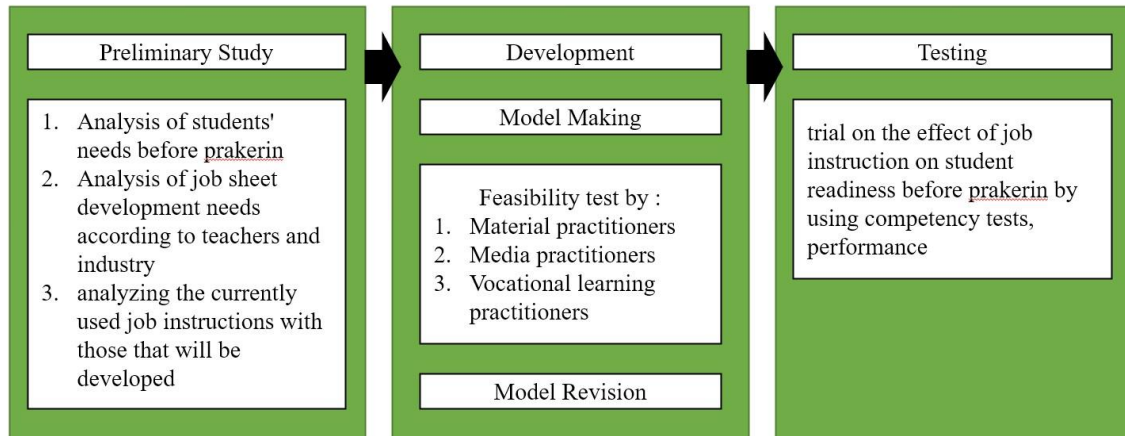 Preliminary Study
1. Analysis of students'
needs before prakerin
2. Analysis of job sheet
development needs
according to teachers and
industry
3. analyzing the currently
used job instructions with
those that will be
developed
Development
Model Making
Feasibility test by :
1. Material practitioners
2. Media practitioners
3. Vocational learning
practitioners
Model Revision
Testing
trial on the effect of job
instruction on student
readiness before prakerin by
using competency tests,
performance